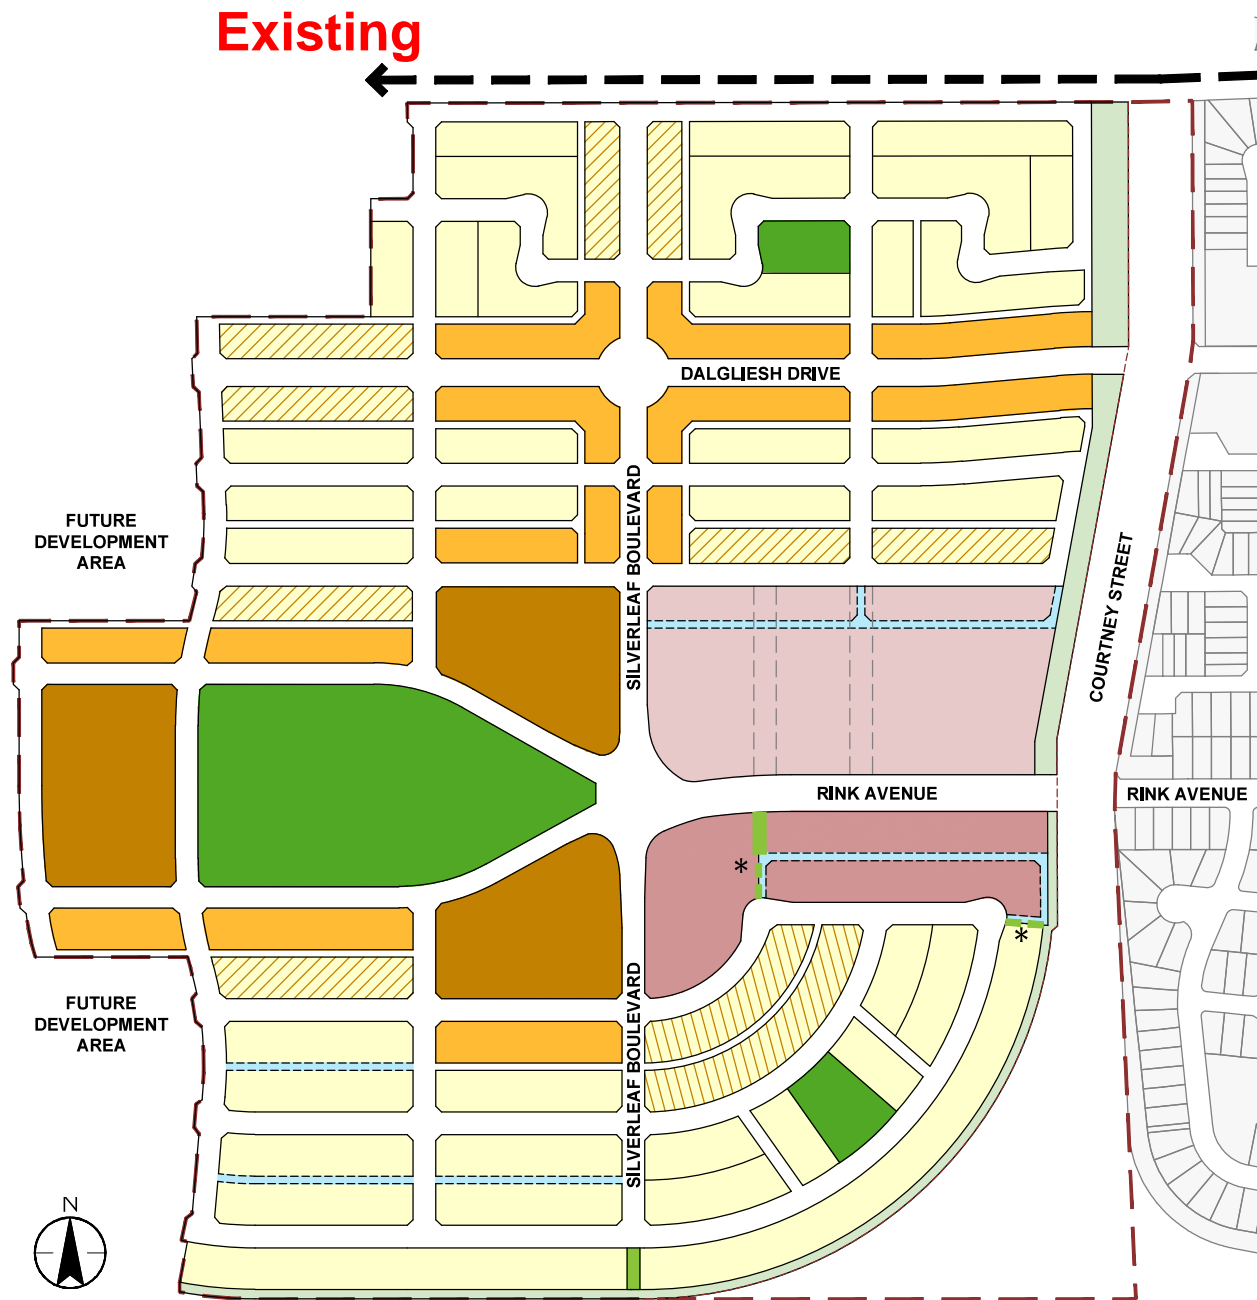 Existing
DALGLIESH DRIVE
SILVERLEAF BOULEVARD
FUTURE
DEVELOPMENT
AREA
COURTNEY STREET
RINK AVENUE
RINK AVENUE
*
*
SILVERLEAF BOULEVARD
FUTURE
DEVELOPMENT
AREA
N